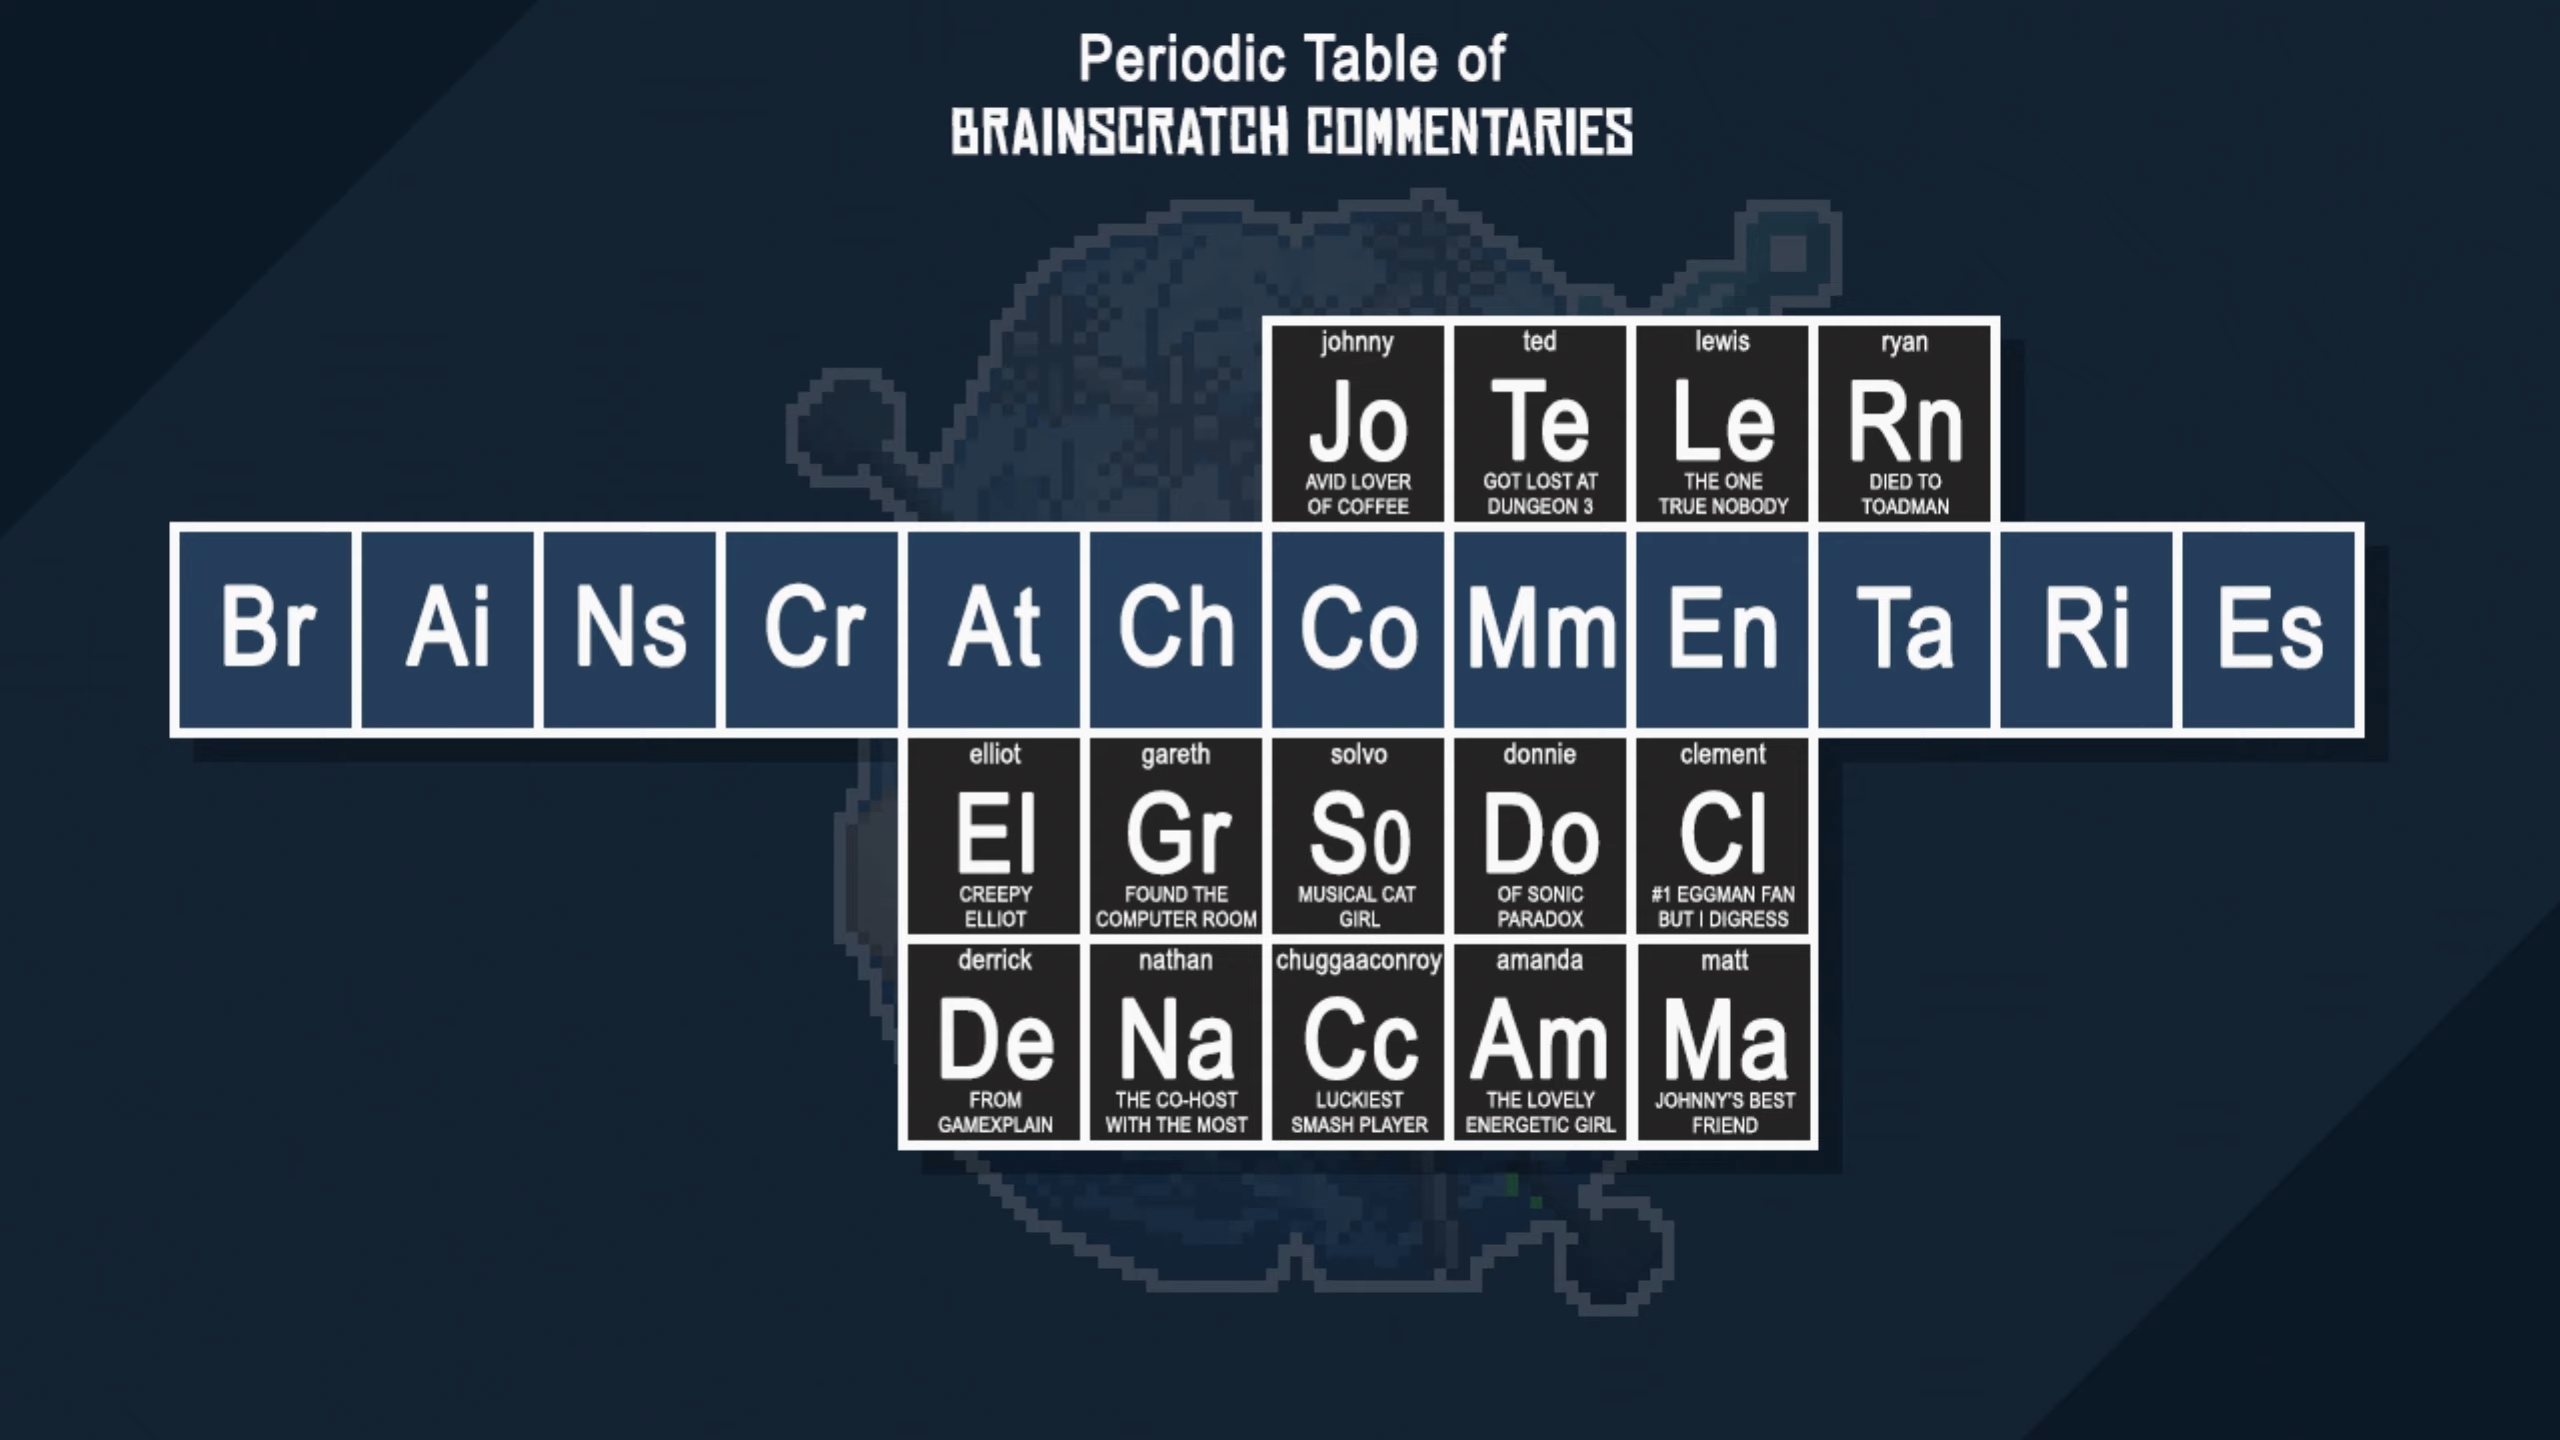 Periodic Table of
BRAINSCRATCH COMMENTARIES
johnny
Jo
AVID LOVER
OF COFFEE
ted
Te
GOT LOST AT
DUNGEON 3
lewis
Le
THE ONE
TRUE NOBODY
ryan
Rn
DIED TO
TOADMAN
Br Ai Ns Cr At Ch Co Mm En Ta Ri Es
elliot
El
CREEPY
ELLIOT
gareth
Gr
FOUND THE
COMPUTER ROOM
solvo
So
MUSICAL CAT
GIRL
donnie
Do
OF SONIC
PARADOX
clement
Cl
#1 EGGMAN FAN
BUT I DIGRESS
derrick
De
FROM
GAMEXPLAIN
nathan
Na
THE CO-HOST
WITH THE MOST
chuggaaconroy
Cc
LUCKIEST
SMASH PLAYER
amanda
Am
THE LOVELY
ENERGETIC GIRL
matt
Ma
JOHNNY'S BEST
FRIEND